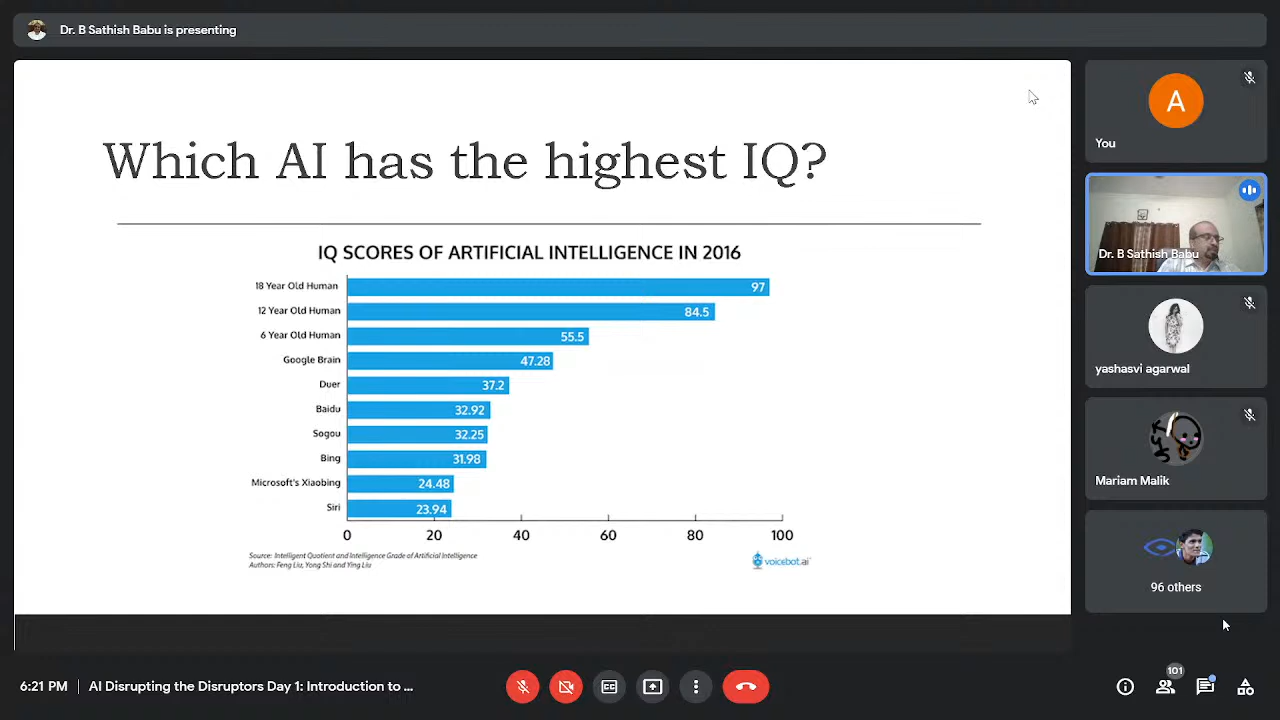 Dr. B Sathish Babu is presenting
Which AI has the highest IQ?
IQ SCORES OF ARTIFICIAL INTELLIGENCE IN 2016
18 Year Old Human 97
12 Year Old Human 84.5
6 Year Old Human 55.5
Google Brain 47.28
Duer 37.2
Baidu 32.92
Sogou 32.25
Bing 31.98
Microsoft's Xiaobing 24.48
Siri 23.94
0 20 40 60 80 100
Source: Intelligent Quotient and Intelligence Grade of Artificial Intelligence
Authors: Feng Liu, Yong Shi and Ying Liu
voicebot.ai
A
You
Dr. B Sathish Babu
yashasvi agarwal
Mariam Malik
96 others
6:21 PM | AI Disrupting the Disruptors Day 1: Introduction to ...
CC
101